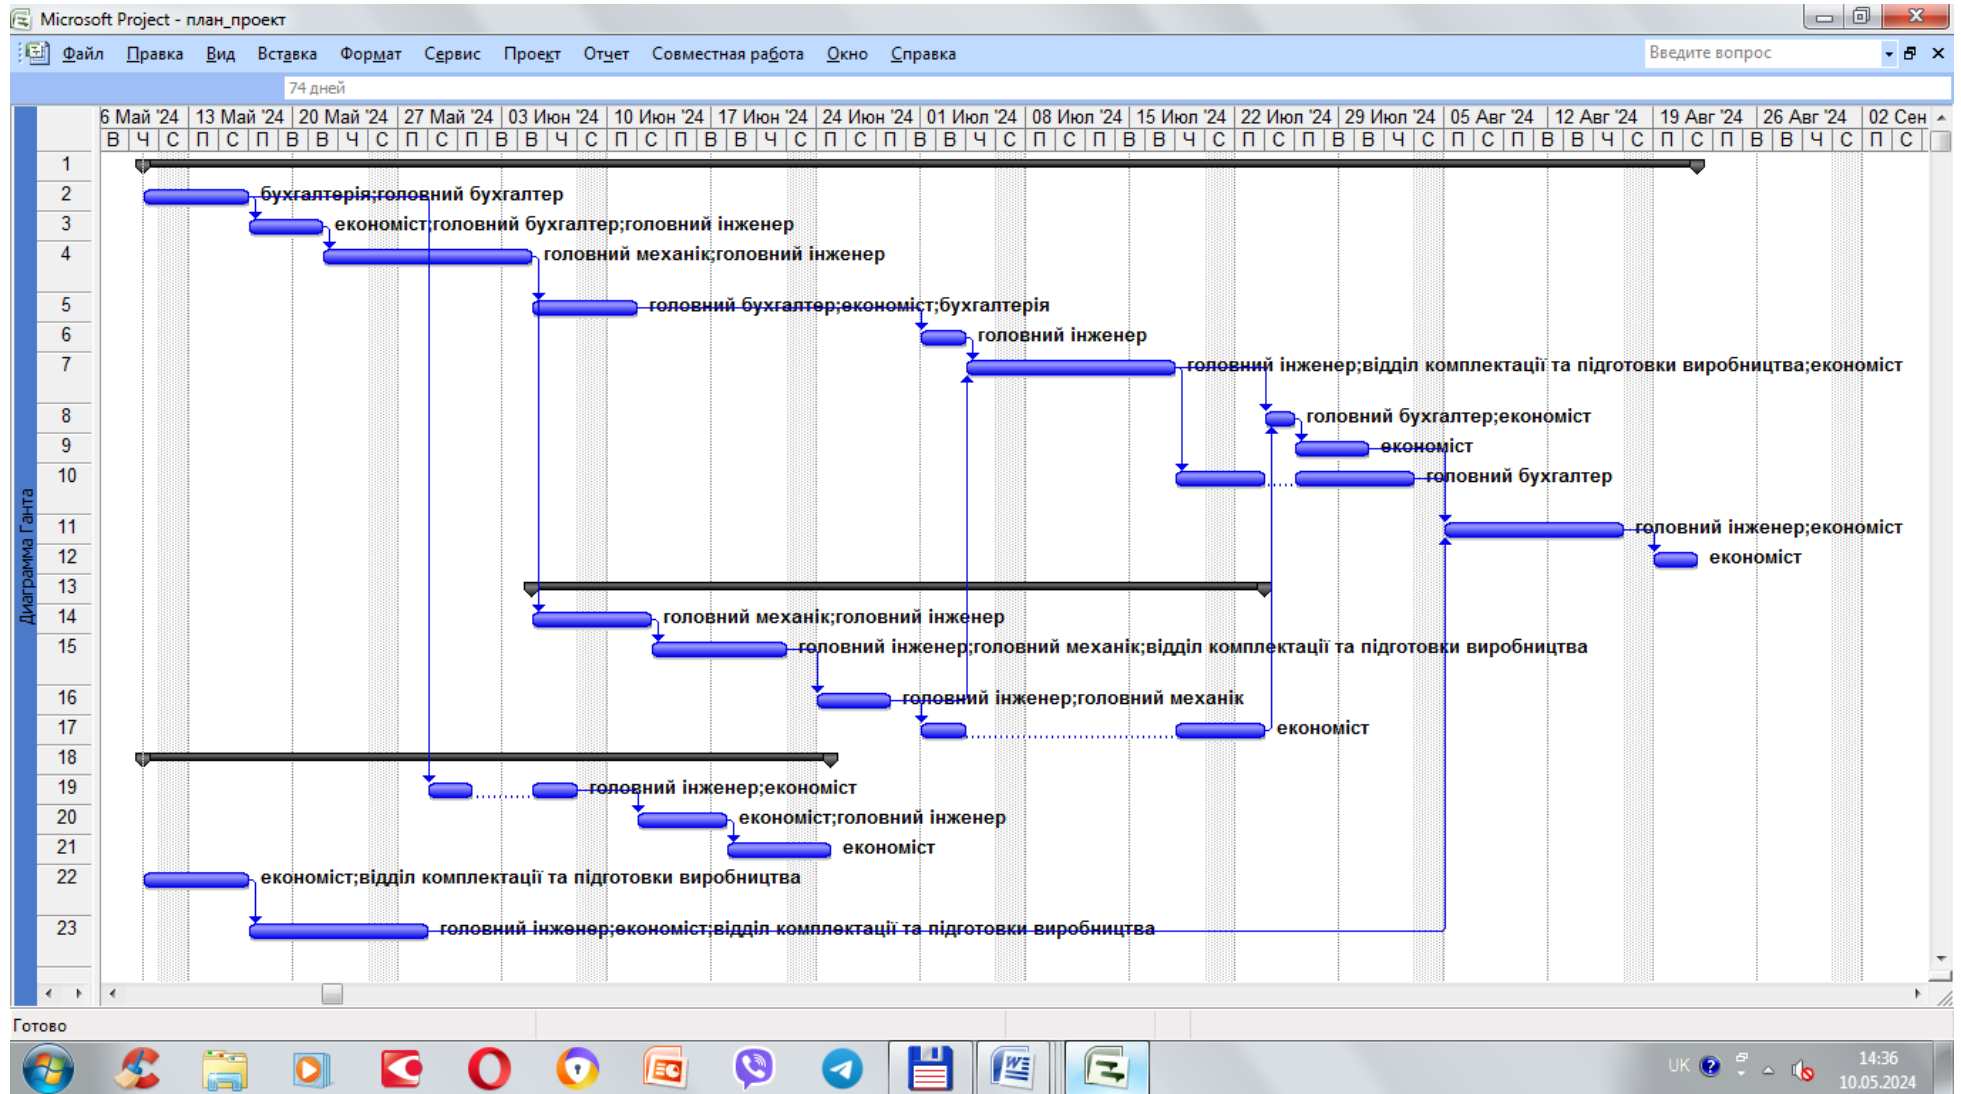 Microsoft Project - план_проект
Файл Правка Вид Вставка Формат Сервис Проект Отчет Совместная работа Окно Справка Введите вопрос
74 дней
6 Май '24 13 Май '24 20 Май '24 27 Май '24 03 Июн '24 10 Июн '24 17 Июн '24 24 Июн '24 01 Июл '24 08 Июл '24 15 Июл '24 22 Июл '24 29 Июл '24 05 Авг '24 12 Авг '24 19 Авг '24 26 Авг '24 02 Сен
В Ч С П С П В В Ч С П С П В В Ч С П С П В В Ч С П С П В В Ч С П С П В В Ч С П С П В В Ч С П С П В В Ч С П С
1
2 бухгалтерія;головний бухгалтер
3 економіст;головний бухгалтер;головний інженер
4 головний механік;головний інженер
5 головний бухгалтер;економіст;бухгалтерія
6 головний інженер
7 головний інженер;відділ комплектації та підготовки виробництва;економіст
8 головний бухгалтер;економіст
9 економіст
10 головний бухгалтер
11 головний інженер;економіст
12 економіст
13
14 головний механік;головний інженер
15 головний інженер;головний механік;відділ комплектації та підготовки виробництва
16 головний інженер;головний механік
17 економіст
18
19 головний інженер;економіст
20 економіст;головний інженер
21 економіст
22 економіст;відділ комплектації та підготовки виробництва
23 головний інженер;економіст;відділ комплектації та підготовки виробництва
Диаграмма Ганта
Готово
UK 14:36
10.05.2024